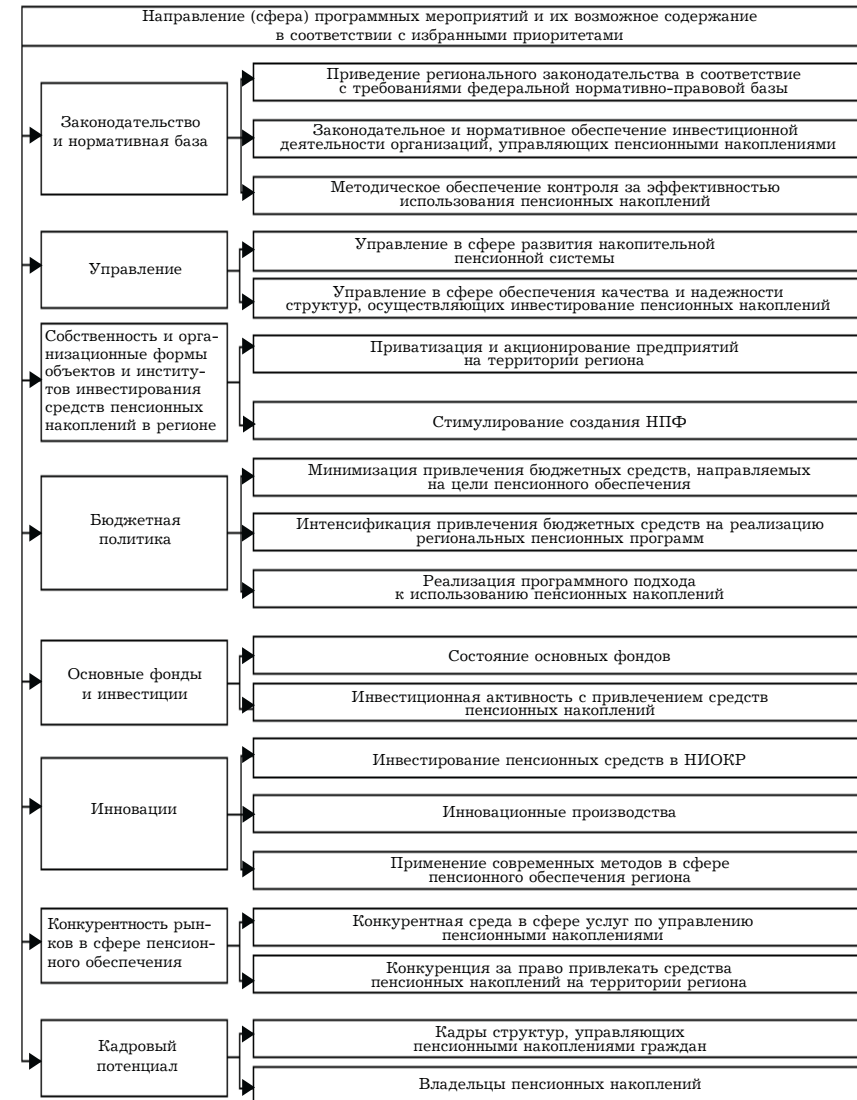 Направление (сфера) программных мероприятий и их возможное содержание
в соответствии с избранными приоритетами
Законодательство
и нормативная база
Приведение регионального законодательства в соответствие
с требованиями федеральной нормативно-правовой базы
Законодательное и нормативное обеспечение инвестиционной
деятельности организаций, управляющих пенсионными накоплениями
Методическое обеспечение контроля за эффективностью
использования пенсионных накоплений
Управление
Управление в сфере развития накопительной
пенсионной системы
Управление в сфере обеспечения качества и надежности
структур, осуществляющих инвестирование пенсионных накоплений
Собственность и орга-
низационные формы
объектов и институ-
тов инвестирования
средств пенсионных
накоплений в регионе
Приватизация и акционирование предприятий
на территории региона
Стимулирование создания НПФ
Бюджетная
политика
Минимизация привлечения бюджетных средств, направляемых
на цели пенсионного обеспечения
Интенсификация привлечения бюджетных средств на реализацию
региональных пенсионных программ
Реализация программного подхода
к использованию пенсионных накоплений
Основные фонды
и инвестиции
Состояние основных фондов
Инвестиционная активность с привлечением средств
пенсионных накоплений
Инновации
Инвестирование пенсионных средств в НИОКР
Инновационные производства
Применение современных методов в сфере
пенсионного обеспечения региона
Конкурентность рын-
ков в сфере пенсион-
ного обеспечения
Конкурентная среда в сфере услуг по управлению
пенсионными накоплениями
Конкуренция за право привлекать средства
пенсионных накоплений на территории региона
Кадровый
потенциал
Кадры структур, управляющих
пенсионными накоплениями граждан
Владельцы пенсионных накоплений